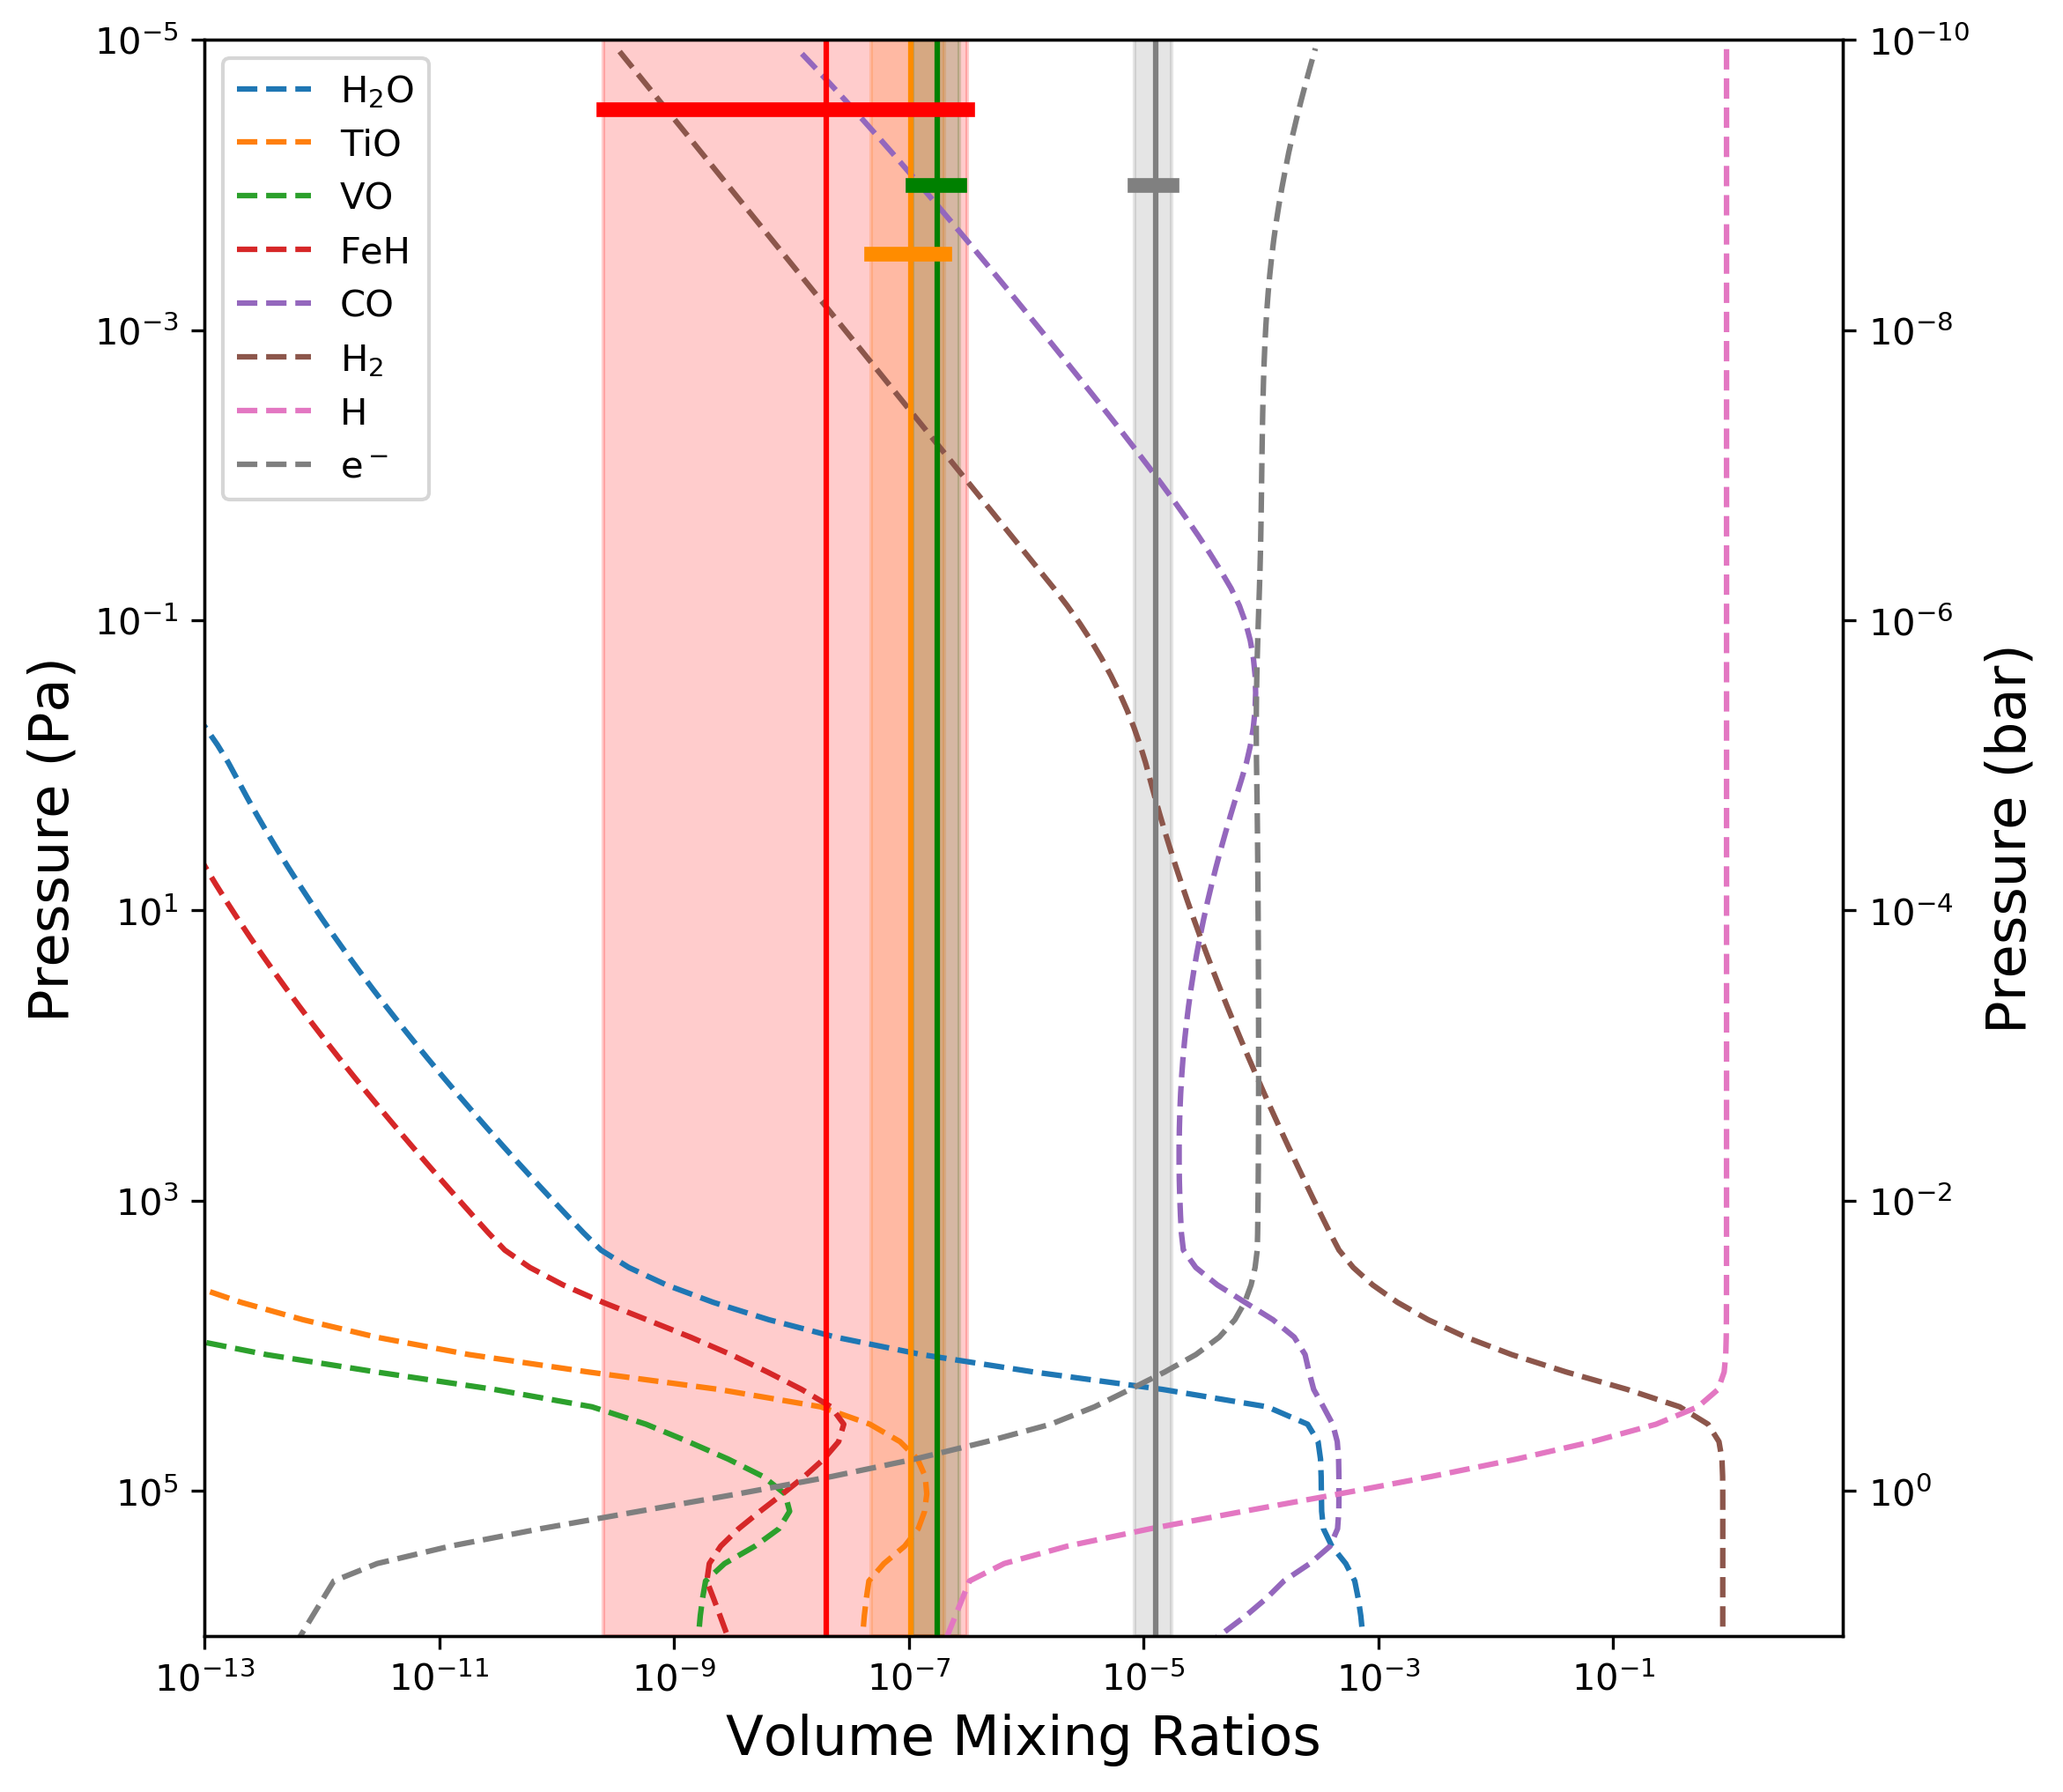 10⁻⁵
10⁻³
10⁻¹
10¹
10³
10⁵
Pressure (Pa)
H₂O
TiO
VO
FeH
CO
H₂
H
e⁻
10⁻¹⁰
10⁻⁸
10⁻⁶
10⁻⁴
10⁻²
10⁰
Pressure (bar)
10⁻¹³
10⁻¹¹
10⁻⁹
10⁻⁷
10⁻⁵
10⁻³
10⁻¹
Volume Mixing Ratios